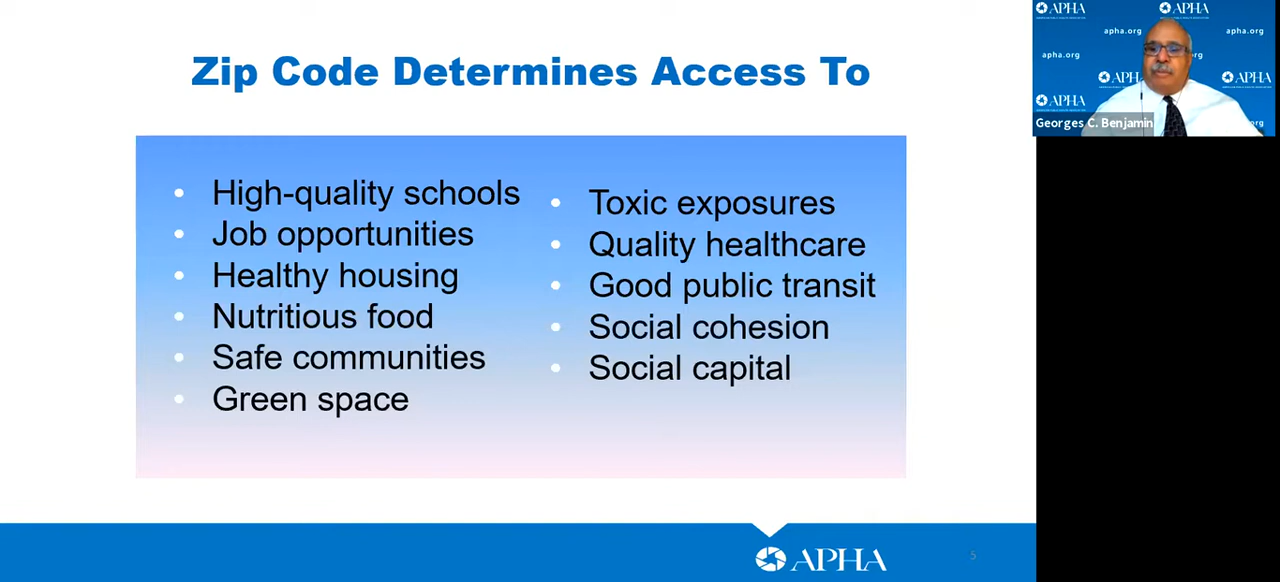 Zip Code Determines Access To
• High-quality schools
• Job opportunities
• Healthy housing
• Nutritious food
• Safe communities
• Green space
• Toxic exposures
• Quality healthcare
• Good public transit
• Social cohesion
• Social capital
APHA
5
APHA
APHA
apha.org
apha.org
apha.org
APHA
APHA
APHA
Georges C. Benjamin